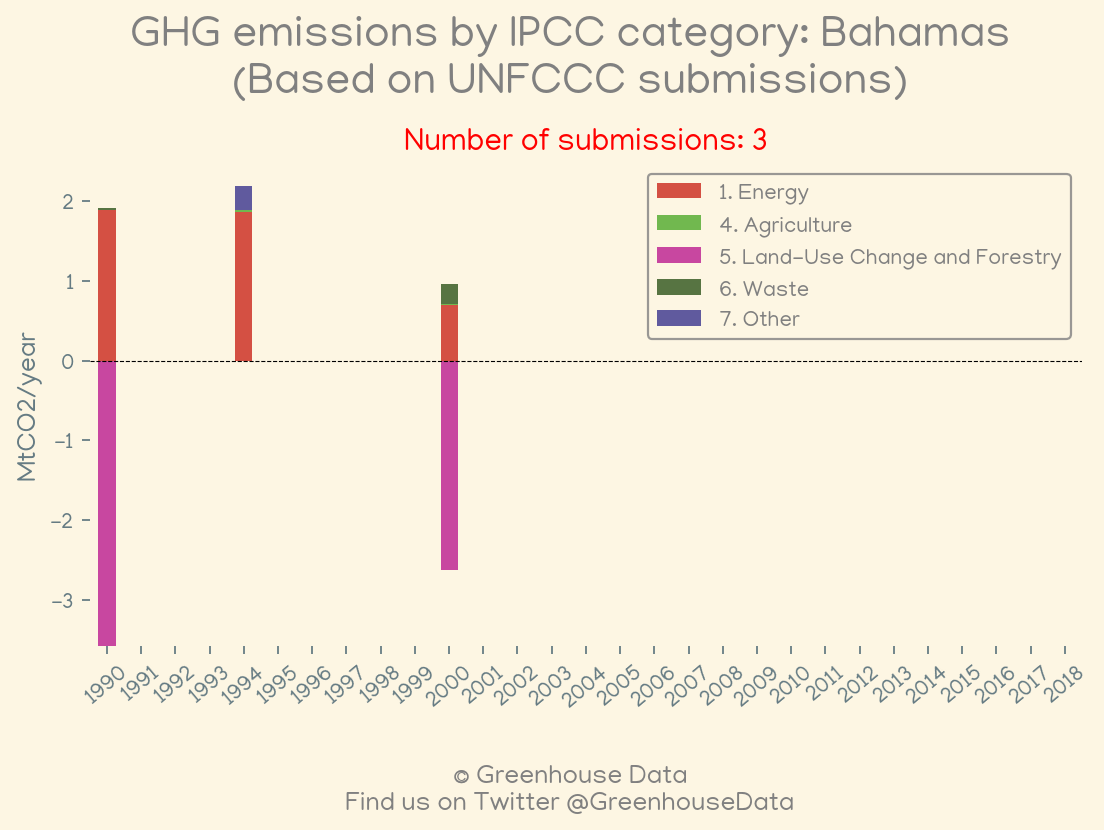 GHG emissions by IPCC category: Bahamas
(Based on UNFCCC submissions)
Number of submissions: 3
1. Energy
4. Agriculture
5. Land-Use Change and Forestry
6. Waste
7. Other
MtCO2/year
2
1
0
-1
-2
-3
1990 1991 1992 1993 1994 1995 1996 1997 1998 1999 2000 2001 2002 2003 2004 2005 2006 2007 2008 2009 2010 2011 2012 2013 2014 2015 2016 2017 2018
© Greenhouse Data
Find us on Twitter @GreenhouseData